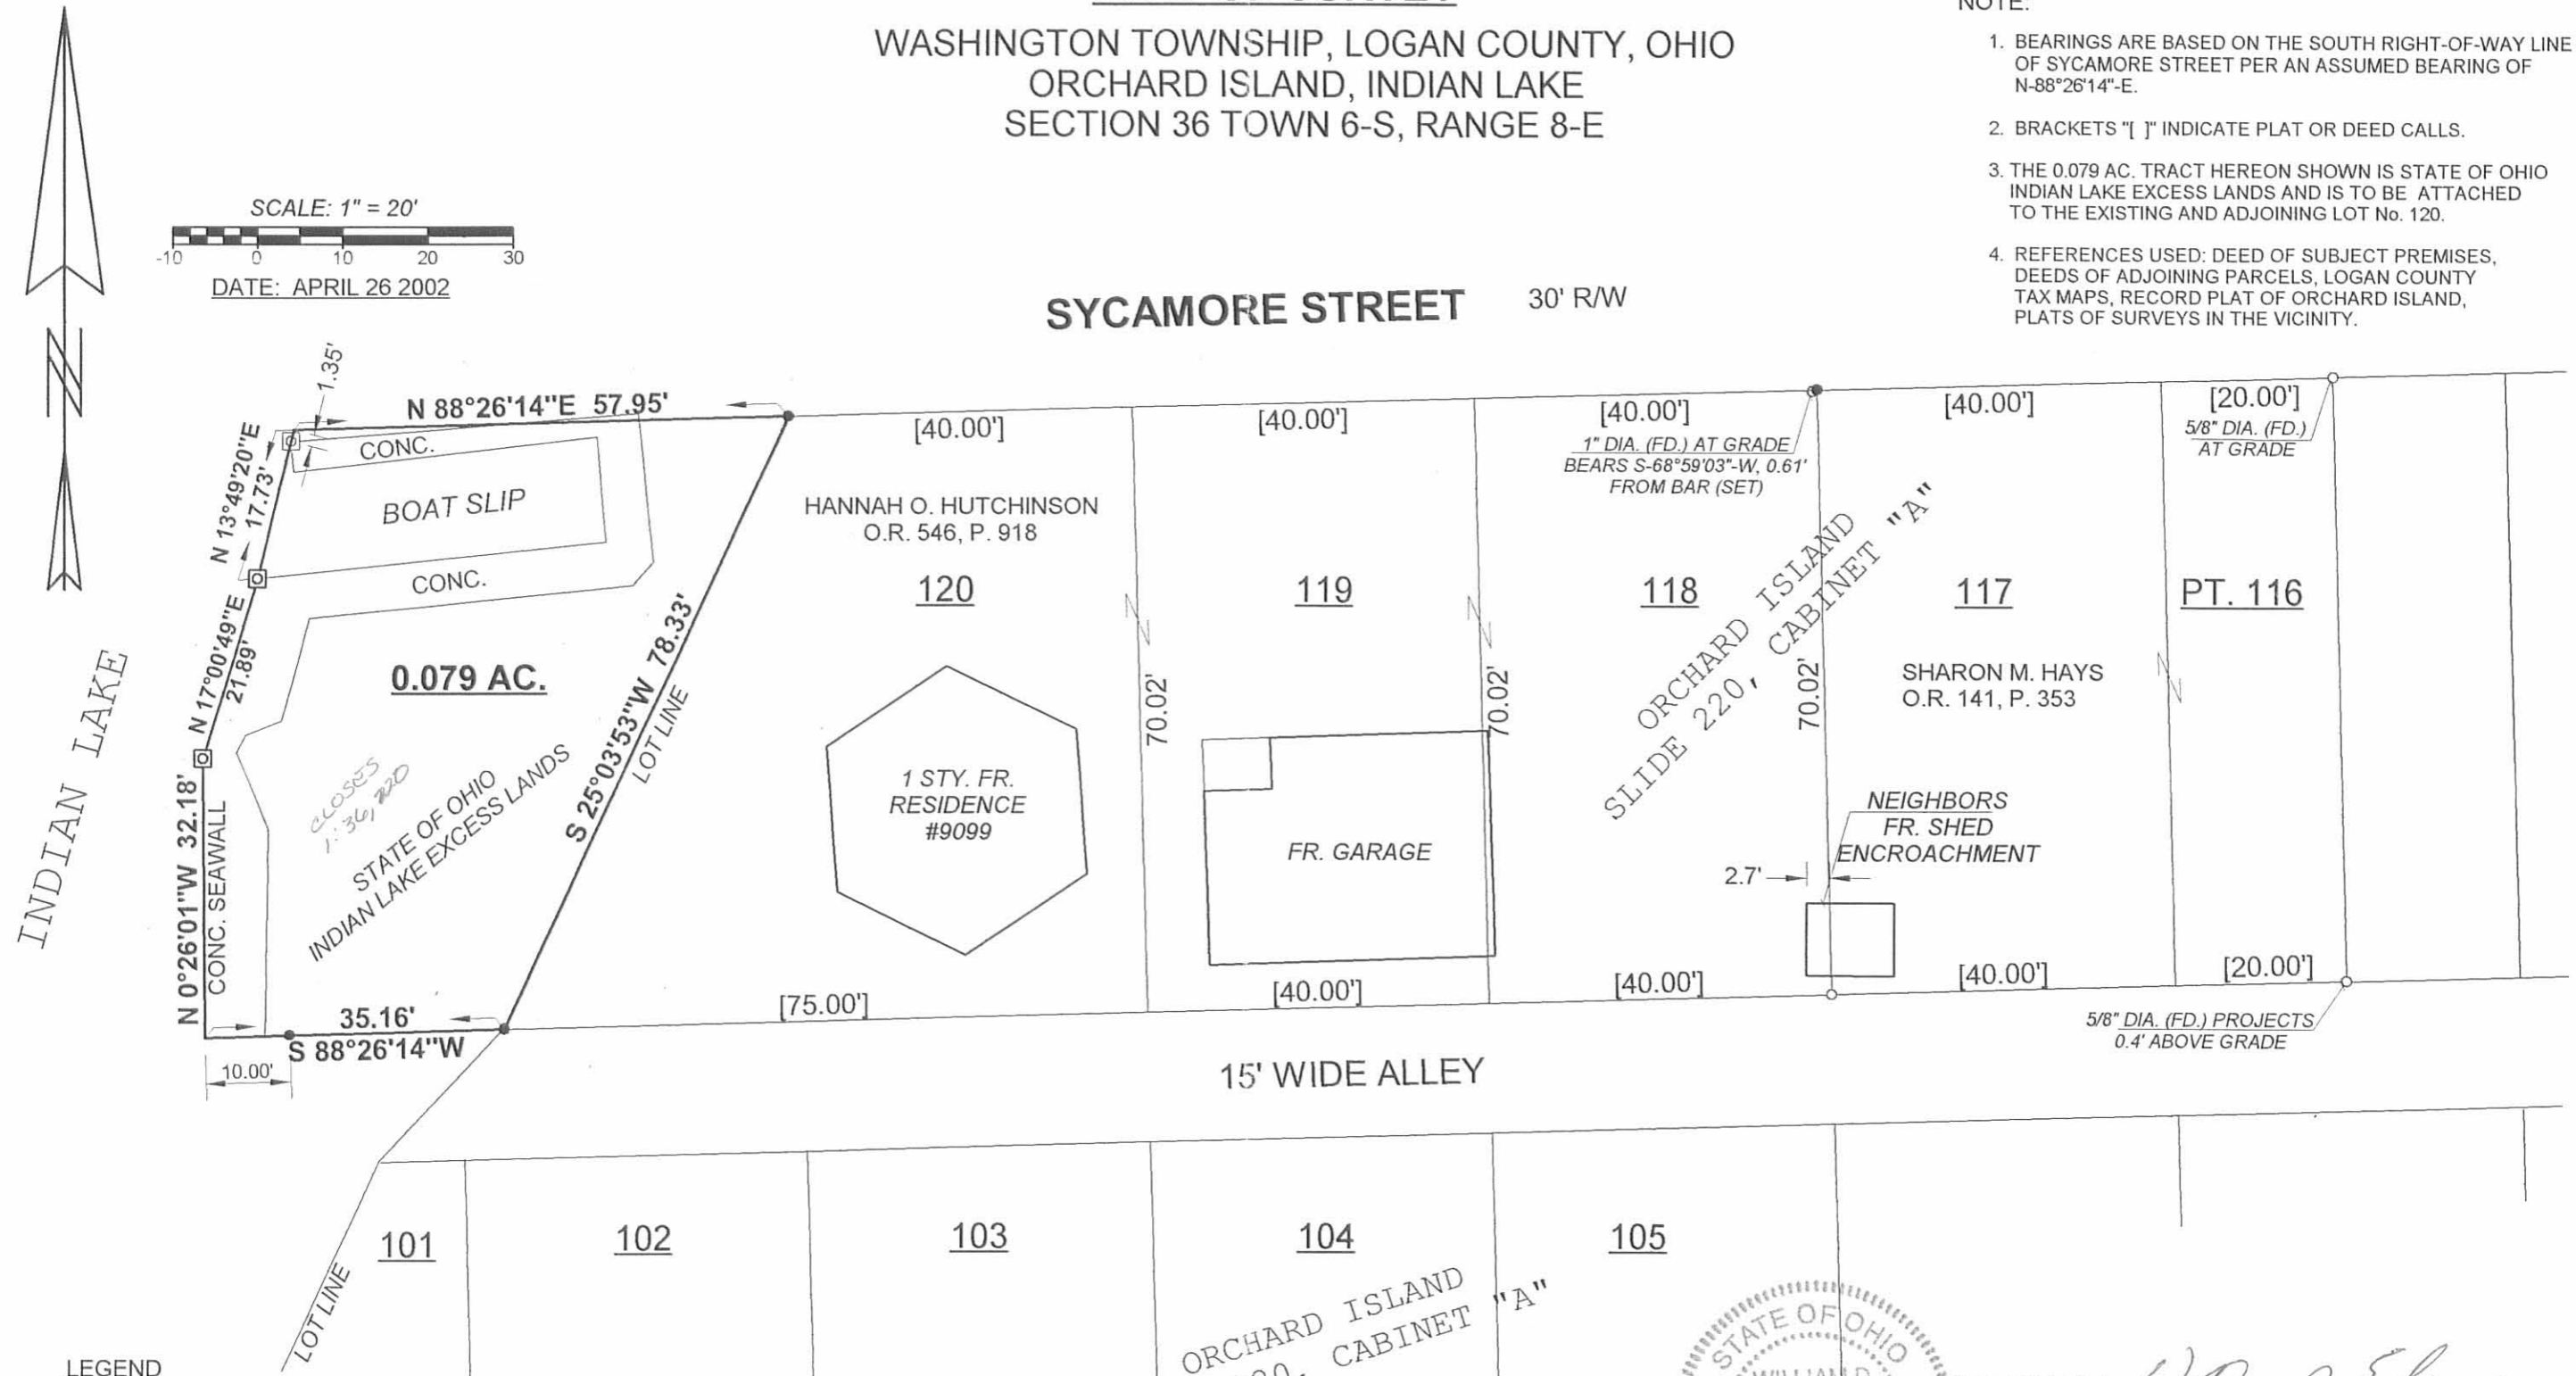 WASHINGTON TOWNSHIP, LOGAN COUNTY, OHIO
ORCHARD ISLAND, INDIAN LAKE
SECTION 36 TOWN 6-S, RANGE 8-E
NOTE:
1. BEARINGS ARE BASED ON THE SOUTH RIGHT-OF-WAY LINE
OF SYCAMORE STREET PER AN ASSUMED BEARING OF
N-88°26'14"-E.
2. BRACKETS "[ ]" INDICATE PLAT OR DEED CALLS.
3. THE 0.079 AC. TRACT HEREON SHOWN IS STATE OF OHIO
INDIAN LAKE EXCESS LANDS AND IS TO BE ATTACHED
TO THE EXISTING AND ADJOINING LOT No. 120.
4. REFERENCES USED: DEED OF SUBJECT PREMISES,
DEEDS OF ADJOINING PARCELS, LOGAN COUNTY
TAX MAPS, RECORD PLAT OF ORCHARD ISLAND,
PLATS OF SURVEYS IN THE VICINITY.
SCALE: 1" = 20'
-10 0 10 20 30
DATE: APRIL 26 2002
N
SYCAMORE STREET 30' R/W
1.35'
N 88°26'14"E 57.95'
[40.00']
[40.00']
[40.00']
[40.00']
[20.00']
1" DIA. (FD.) AT GRADE
BEARS S-68°59'03"-W, 0.61'
FROM BAR (SET)
5/8" DIA. (FD.)
AT GRADE
N 13°49'20"E
17.73'
CONC.
BOAT SLIP
CONC.
HANNAH O. HUTCHINSON
O.R. 546, P. 918
120
119
118
117
PT. 116
ORCHARD ISLAND
SLIDE 220, CABINET "A"
SHARON M. HAYS
O.R. 141, P. 353
N 17°00'49"E
21.89'
0.079 AC.
S 25°03'53"W 78.33'
LOT LINE
70.02'
70.02'
70.02'
INDIAN LAKE
CLOSES
1:36,220
STATE OF OHIO
INDIAN LAKE EXCESS LANDS
N 0°26'01"W 32.18'
CONC. SEAWALL
1 STY. FR.
RESIDENCE
#9099
FR. GARAGE
NEIGHBORS
FR. SHED
ENCROACHMENT
2.7'
35.16'
S 88°26'14"W
10.00'
[75.00']
[40.00']
[40.00']
[40.00']
[20.00']
5/8" DIA. (FD.) PROJECTS
0.4' ABOVE GRADE
15' WIDE ALLEY
101
102
103
104
105
LOT LINE
ORCHARD ISLAND
CABINET "A"
STATE OF OHIO
LEGEND